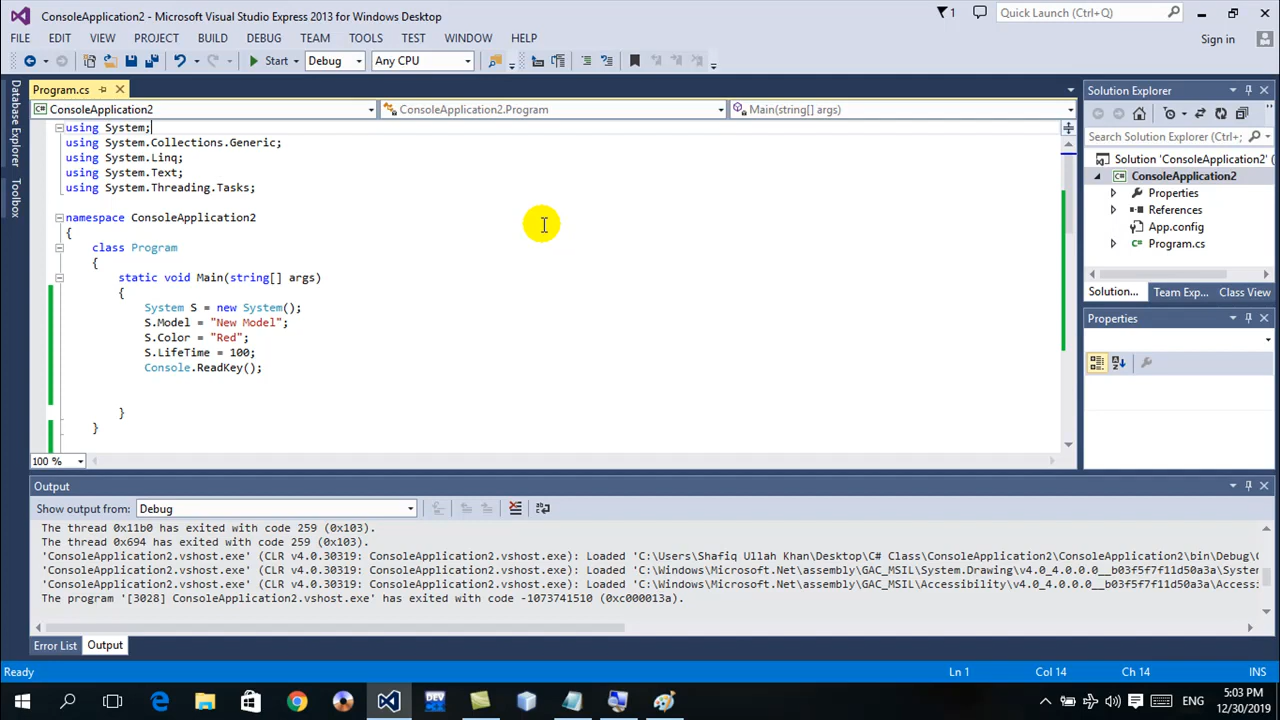 ConsoleApplication2 - Microsoft Visual Studio Express 2013 for Windows Desktop
1
Quick Launch (Ctrl+Q)
FILE EDIT VIEW PROJECT BUILD DEBUG TEAM TOOLS TEST WINDOW HELP
Sign in
Start Debug Any CPU
Database Explorer
Toolbox
Program.cs
ConsoleApplication2 ConsoleApplication2.Program Main(string[] args)
using System;
using System.Collections.Generic;
using System.Linq;
using System.Text;
using System.Threading.Tasks;
namespace ConsoleApplication2
{
class Program
{
static void Main(string[] args)
{
System S = new System();
S.Model = "New Model";
S.Color = "Red";
S.LifeTime = 100;
Console.ReadKey();
}
}
100 %
Solution Explorer
Search Solution Explorer (Ctrl+;
Solution 'ConsoleApplication2' (
ConsoleApplication2
Properties
References
App.config
Program.cs
Solution... Team Exp... Class View
Properties
Output
Show output from: Debug
The thread 0x11b0 has exited with code 259 (0x103).
The thread 0x694 has exited with code 259 (0x103).
'ConsoleApplication2.vshost.exe' (CLR v4.0.30319: ConsoleApplication2.vshost.exe): Loaded 'C:\Users\Shafiq Ullah Khan\Desktop\C# Class\ConsoleApplication2\ConsoleApplication2\bin\Debug\C
'ConsoleApplication2.vshost.exe' (CLR v4.0.30319: ConsoleApplication2.vshost.exe): Loaded 'C:\Windows\Microsoft.Net\assembly\GAC_MSIL\System.Drawing\v4.0_4.0.0.0__b03f5f7f11d50a3a\System
'ConsoleApplication2.vshost.exe' (CLR v4.0.30319: ConsoleApplication2.vshost.exe): Loaded 'C:\Windows\Microsoft.Net\assembly\GAC_MSIL\Accessibility\v4.0_4.0.0.0__b03f5f7f11d50a3a\Acces
The program '[3028] ConsoleApplication2.vshost.exe' has exited with code -1073741510 (0xc000013a).
Error List Output
Ready Ln 1 Col 14 Ch 14 INS
ENG
5:03 PM
12/30/2019